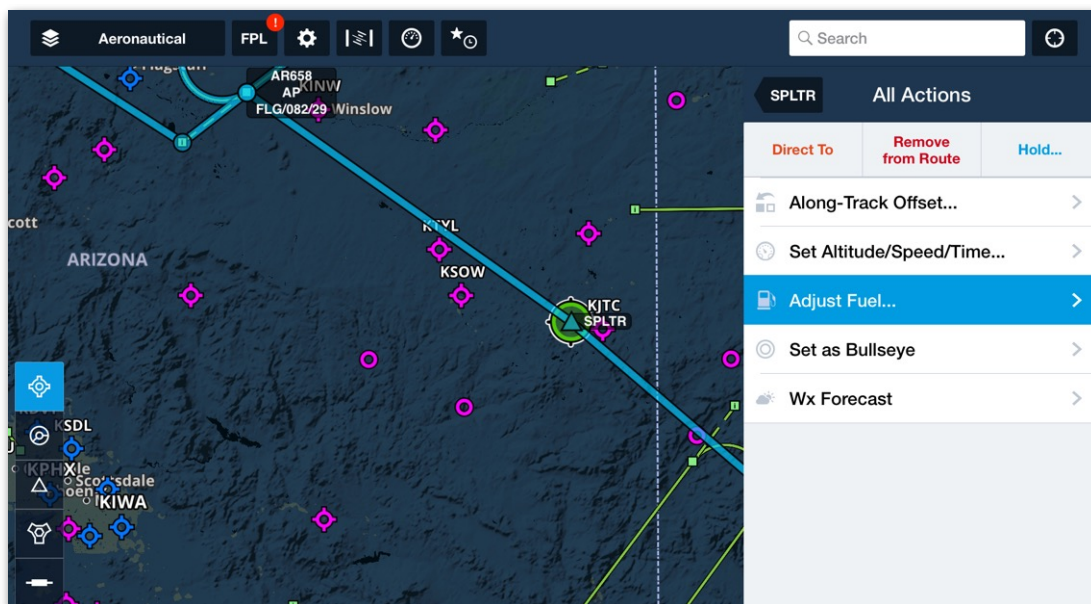 Aeronautical
FPL
!
Search
SPLTR
All Actions
Direct To
Remove
from Route
Hold...
Along-Track Offset...
Set Altitude/Speed/Time...
Adjust Fuel...
Set as Bullseye
Wx Forecast
AR658
AP
FLG/082/29
KINW
Winslow
ARIZONA
KTYL
KSOW
KJTC
SPLTR
KSDL
Scottsdale
KIWA